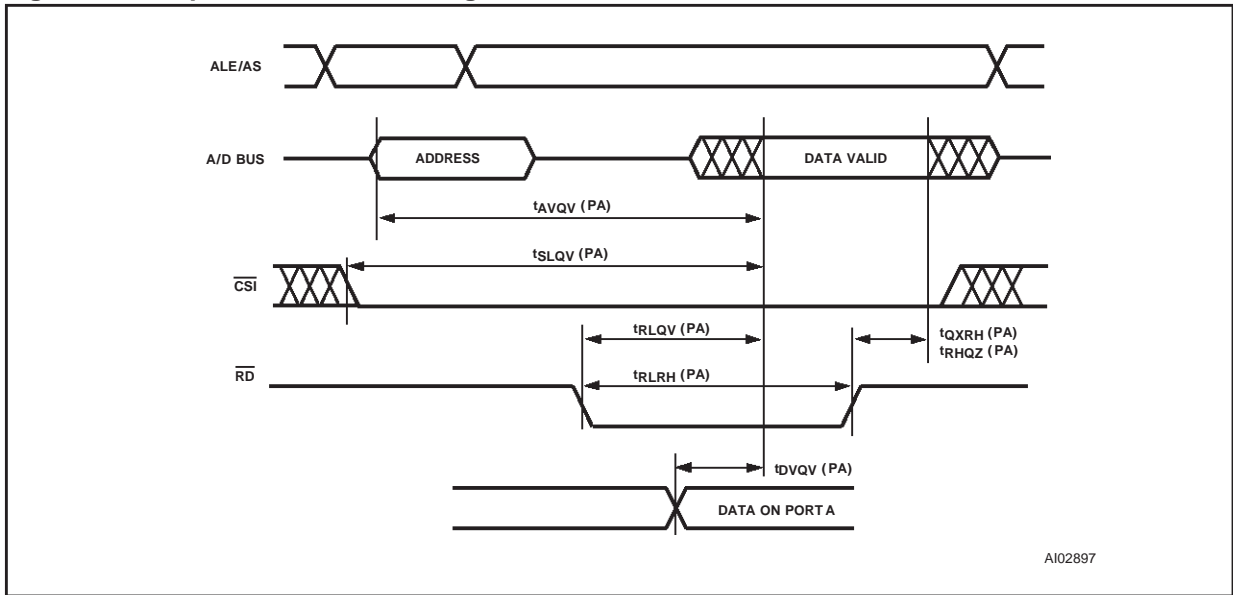 ALE/AS
A/D BUS
ADDRESS
DATA VALID
tAVQV (PA)
tSLQV (PA)
CSI
tRLQV (PA)
tQXRH (PA)
tRHQZ (PA)
RD
tRLRH (PA)
tDVQV (PA)
DATA ON PORT A
AI02897